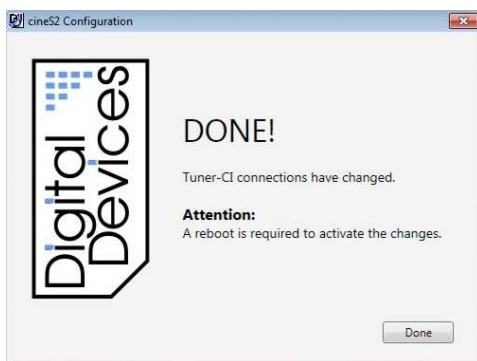 cineS2 Configuration
Digital
Devices
DONE!
Tuner-CI connections have changed.
Attention:
A reboot is required to activate the changes.
Done